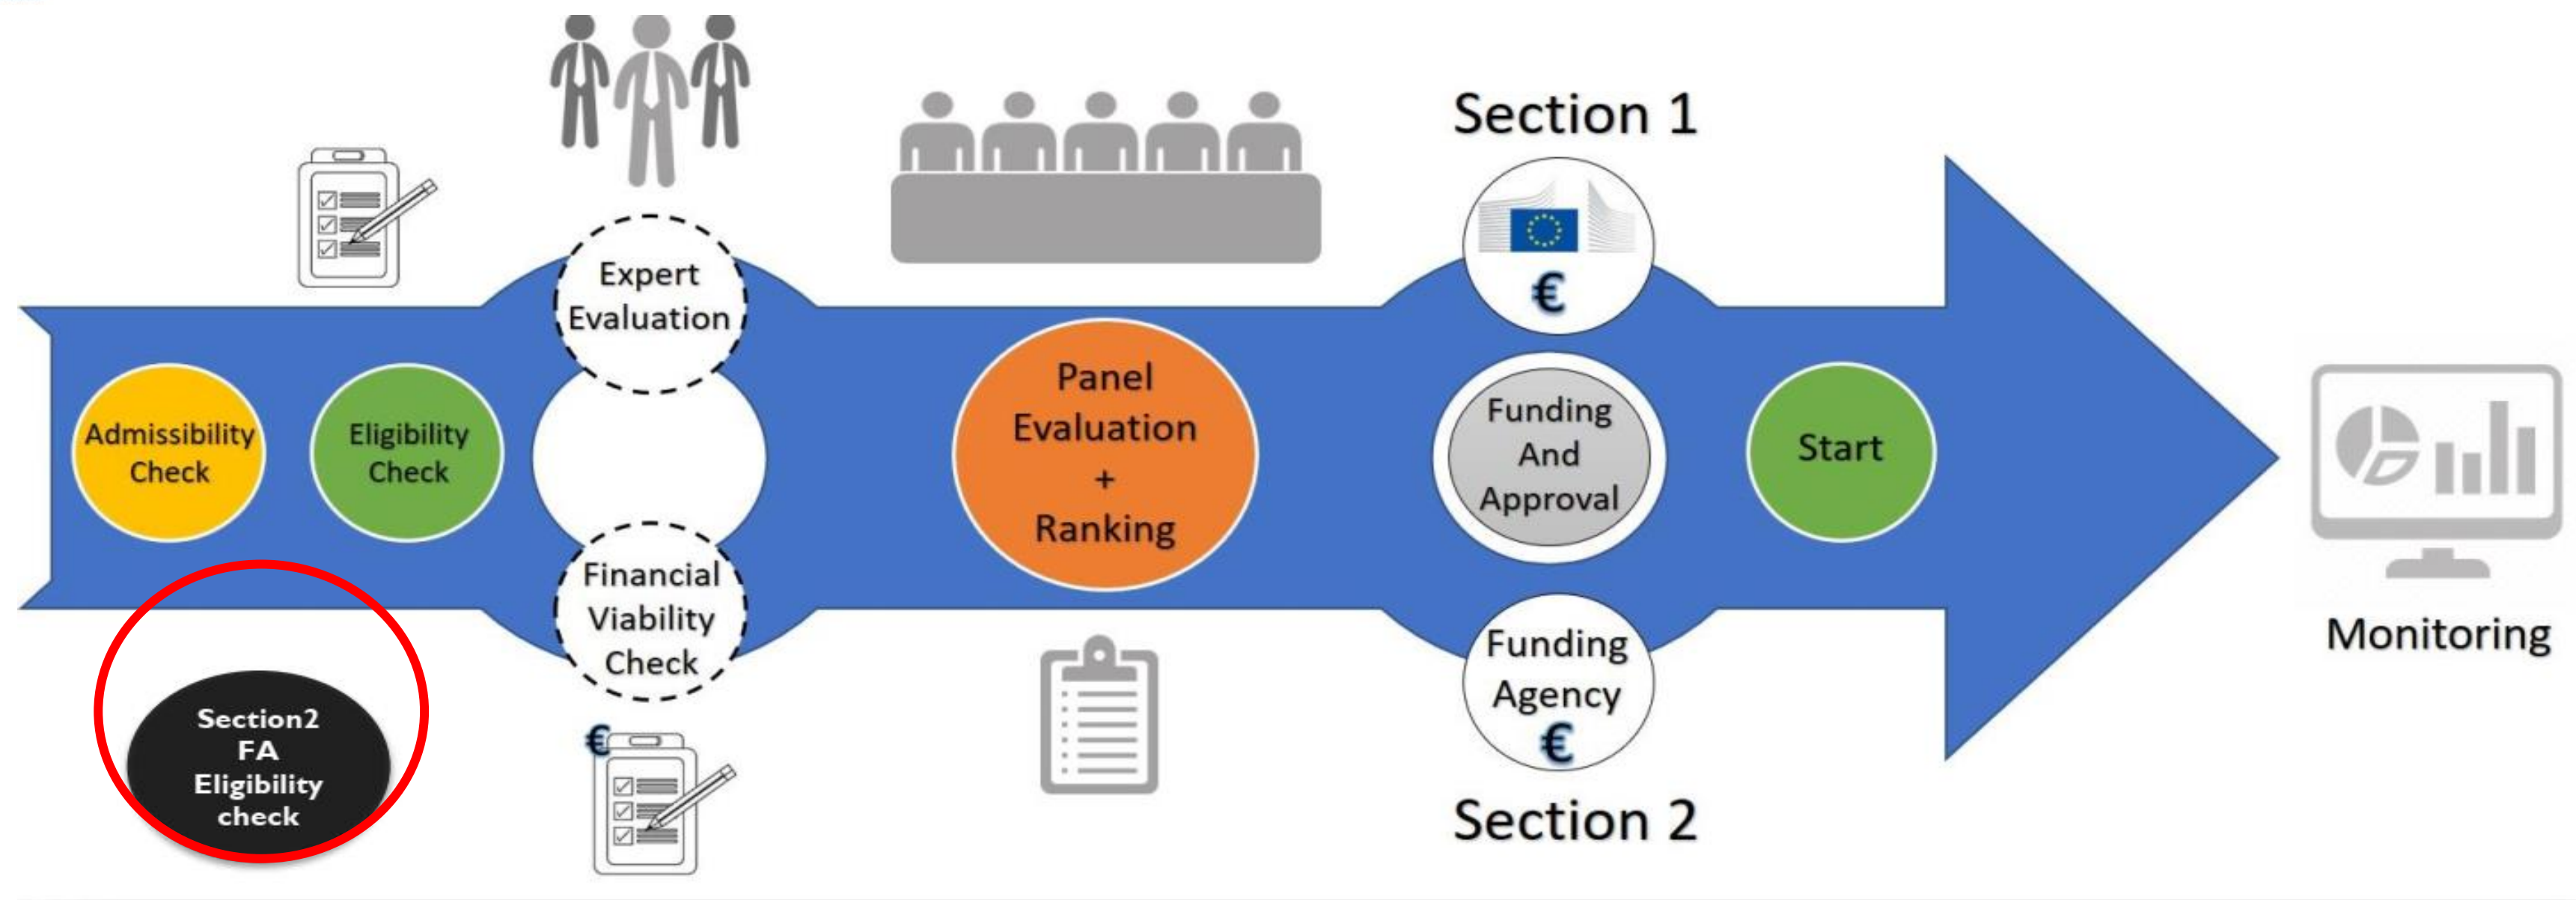 Admissibility
Check
Eligibility
Check
Section2
FA
Eligibility
check
Expert
Evaluation
Financial
Viability
Check
€
Panel
Evaluation
+
Ranking
Section 1
€
Funding
And
Approval
Funding
Agency
€
Section 2
Start
Monitoring